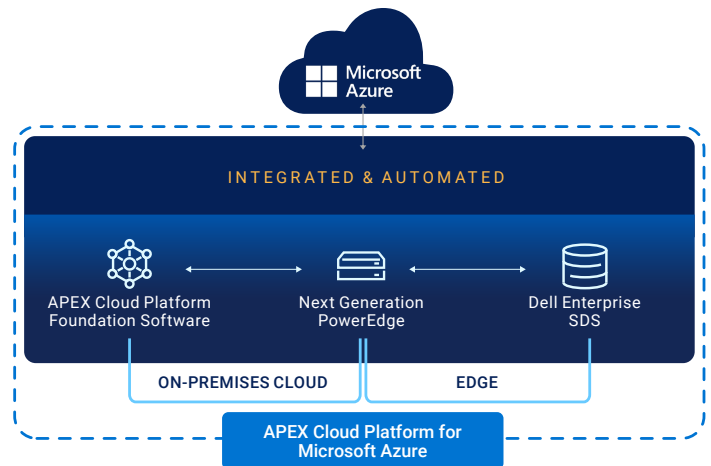 Microsoft
Azure
INTEGRATED & AUTOMATED
APEX Cloud Platform
Foundation Software
Next Generation
PowerEdge
Dell Enterprise
SDS
ON-PREMISES CLOUD
EDGE
APEX Cloud Platform for
Microsoft Azure